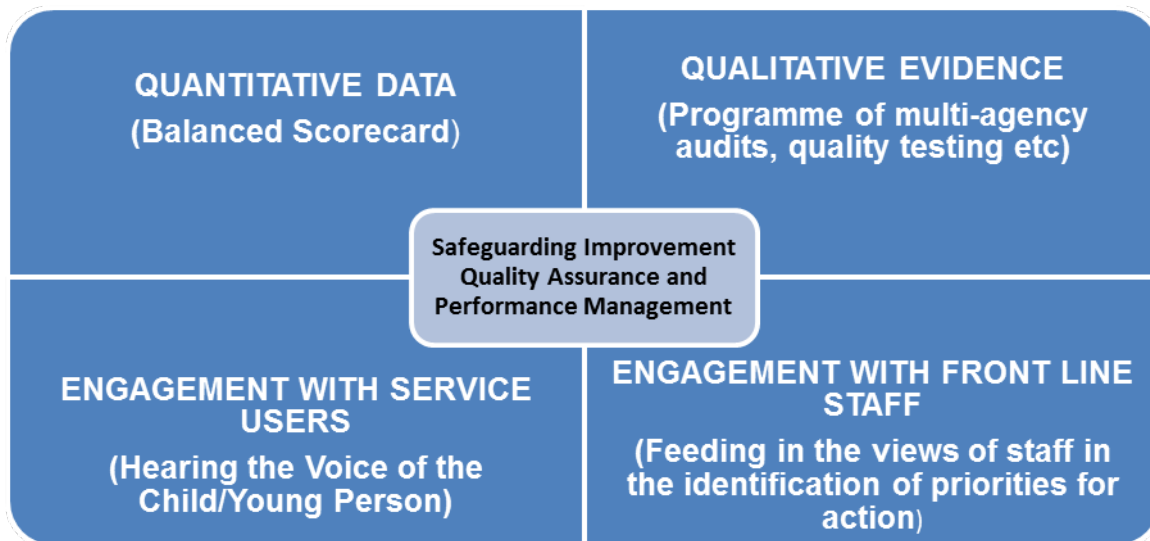 QUANTITATIVE DATA
(Balanced Scorecard)
QUALITATIVE EVIDENCE
(Programme of multi-agency
audits, quality testing etc)
Safeguarding Improvement
Quality Assurance and
Performance Management
ENGAGEMENT WITH SERVICE
USERS
(Hearing the Voice of the
Child/Young Person)
ENGAGEMENT WITH FRONT LINE
STAFF
(Feeding in the views of staff in
the identification of priorities for
action)